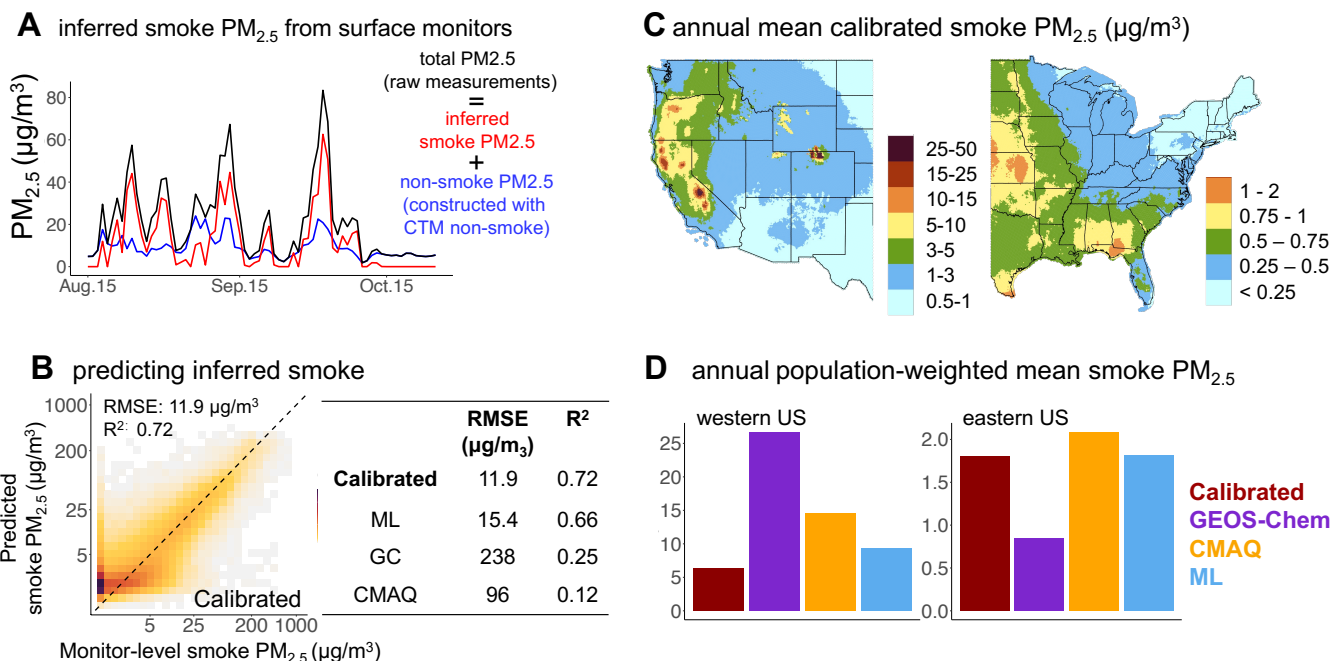 A inferred smoke PM2.5 from surface monitors
total PM2.5
(raw measurements)
=
inferred
smoke PM2.5
+
non-smoke PM2.5
(constructed with
CTM non-smoke)
PM2.5 (µg/m³)
80
60
40
20
0
Aug.15 Sep.15 Oct.15
C annual mean calibrated smoke PM2.5 (µg/m³)
25-50
15-25
10-15
5-10
3-5
1-3
0.5-1
1 - 2
0.75 - 1
0.5 – 0.75
0.25 – 0.5
< 0.25
B predicting inferred smoke
RMSE: 11.9 µg/m³
R²: 0.72
Predicted
smoke PM2.5 (µg/m³)
1000
200
25
5
Calibrated
5 25 200 1000
Monitor-level smoke PM2.5 (µg/m³)
RMSE R²
(µg/m3)
Calibrated 11.9 0.72
ML 15.4 0.66
GC 238 0.25
CMAQ 96 0.12
D annual population-weighted mean smoke PM2.5
western US
25
20
15
10
5
0
eastern US
2.0
1.5
1.0
0.5
0.0
Calibrated
GEOS-Chem
CMAQ
ML